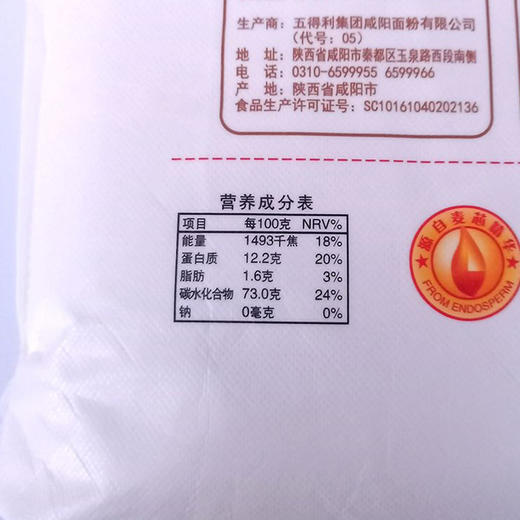 生产商：五得利集团咸阳面粉有限公司
（代号：05）
地 址：陕西省咸阳市秦都区玉泉路西段南侧
电 话：0310-6599955 6599966
产 地：陕西省咸阳市
食品生产许可证号：SC10161040202136
营养成分表
项目 每100克 NRV%
能量 1493千焦 18%
蛋白质 12.2克 20%
脂肪 1.6克 3%
碳水化合物 73.0克 24%
钠 0毫克 0%
★源自麦芯精华★
FROM ENDOSPERM